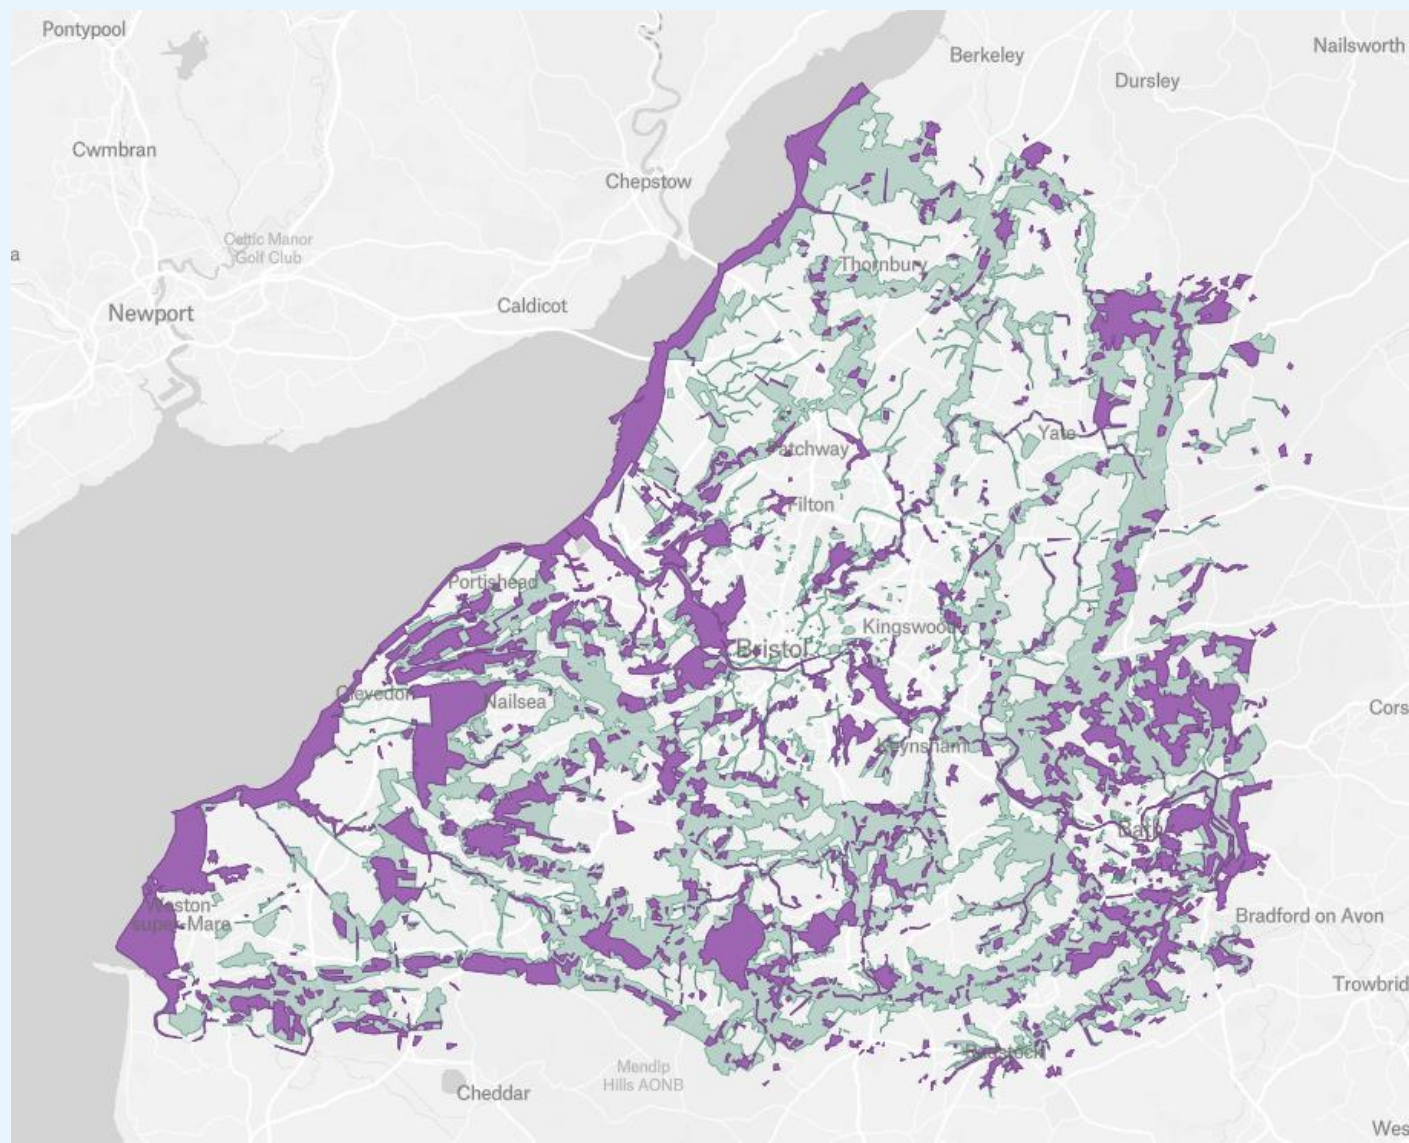 Pontypool
Berkeley
Nailsworth
Dursley
Cwmbran
Chepstow
Celtic Manor
Golf Club
a
Thornbury
Caldicot
Newport
Yate
Patchway
Filton
Portishead
Kingswood
Bristol
Clevedon
Nailsea
Cors
Keynsham
Bath
Weston-
super-Mare
Bradford on Avon
Trowbrid
Radstock
Mendip
Hills AONB
Cheddar
Wes